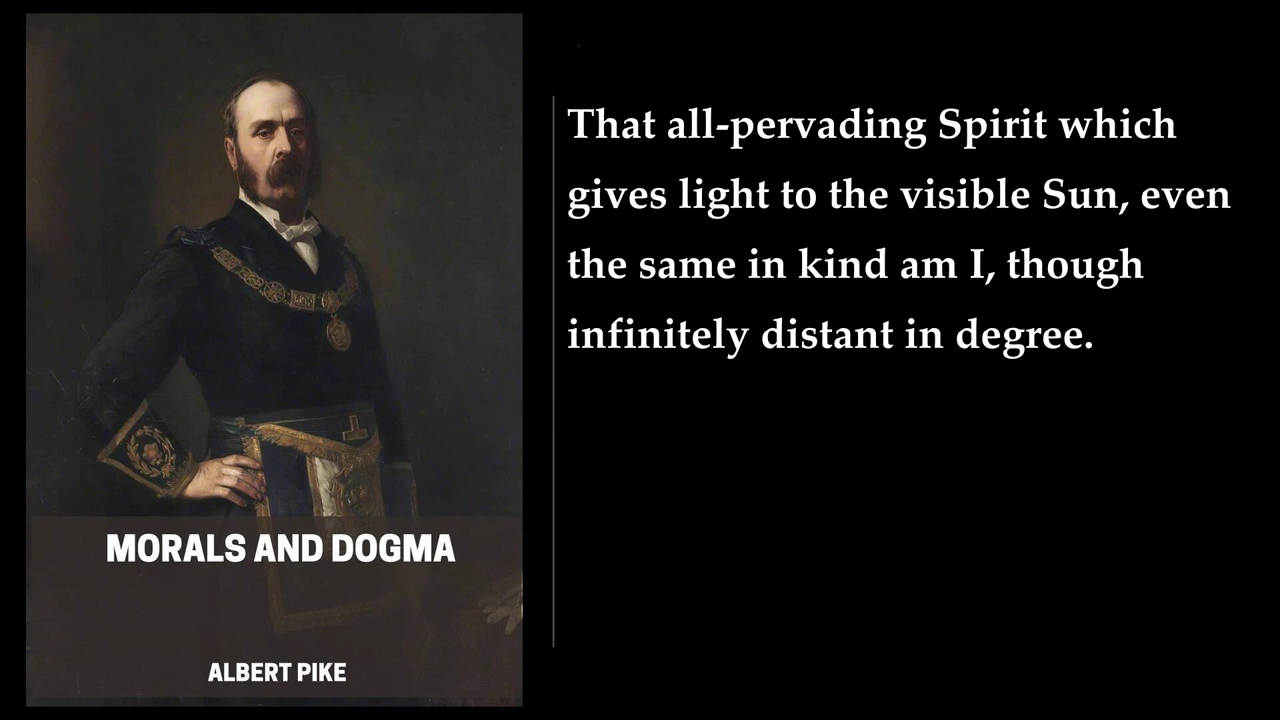 MORALS AND DOGMA
ALBERT PIKE
That all-pervading Spirit which
gives light to the visible Sun, even
the same in kind am I, though
infinitely distant in degree.